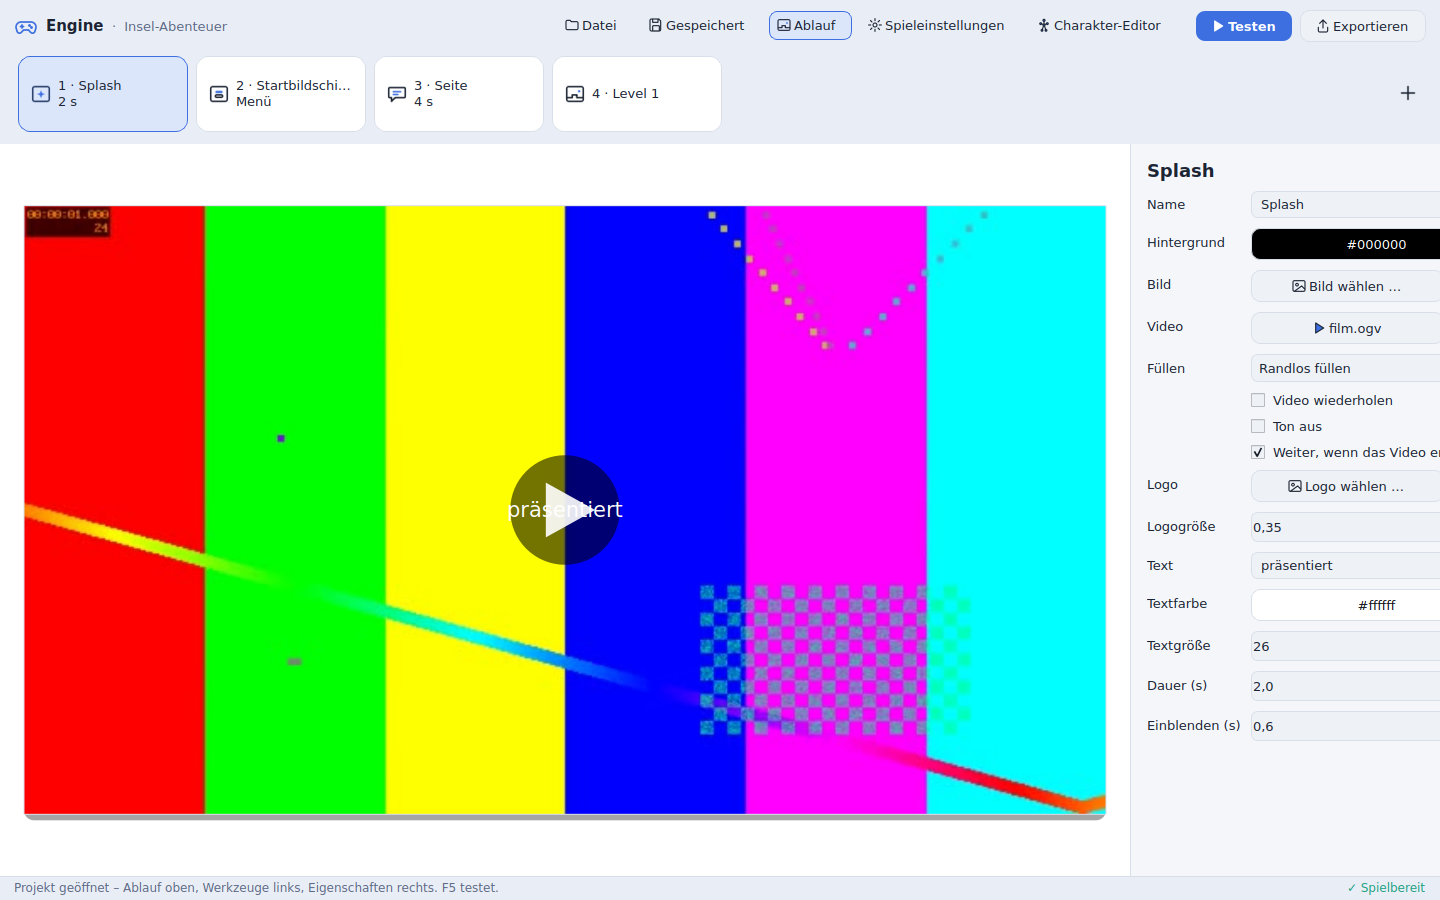 Engine · Insel-Abenteuer
Datei
Gespeichert
Ablauf
Spieleinstellungen
Charakter-Editor
Testen
Exportieren
1 · Splash
2 s
2 · Startbildschi...
Menü
3 · Seite
4 s
4 · Level 1
00:00:01.000
24
präsentiert
Splash
Name Splash
Hintergrund #000000
Bild Bild wählen ...
Video film.ogv
Füllen Randlos füllen
Video wiederholen
Ton aus
Weiter, wenn das Video
Logo Logo wählen ...
Logogröße 0,35
Text präsentiert
Textfarbe #ffffff
Textgröße 26
Dauer (s) 2,0
Einblenden (s) 0,6
Projekt geöffnet – Ablauf oben, Werkzeuge links, Eigenschaften rechts. F5 testet.
✓ Spielbereit